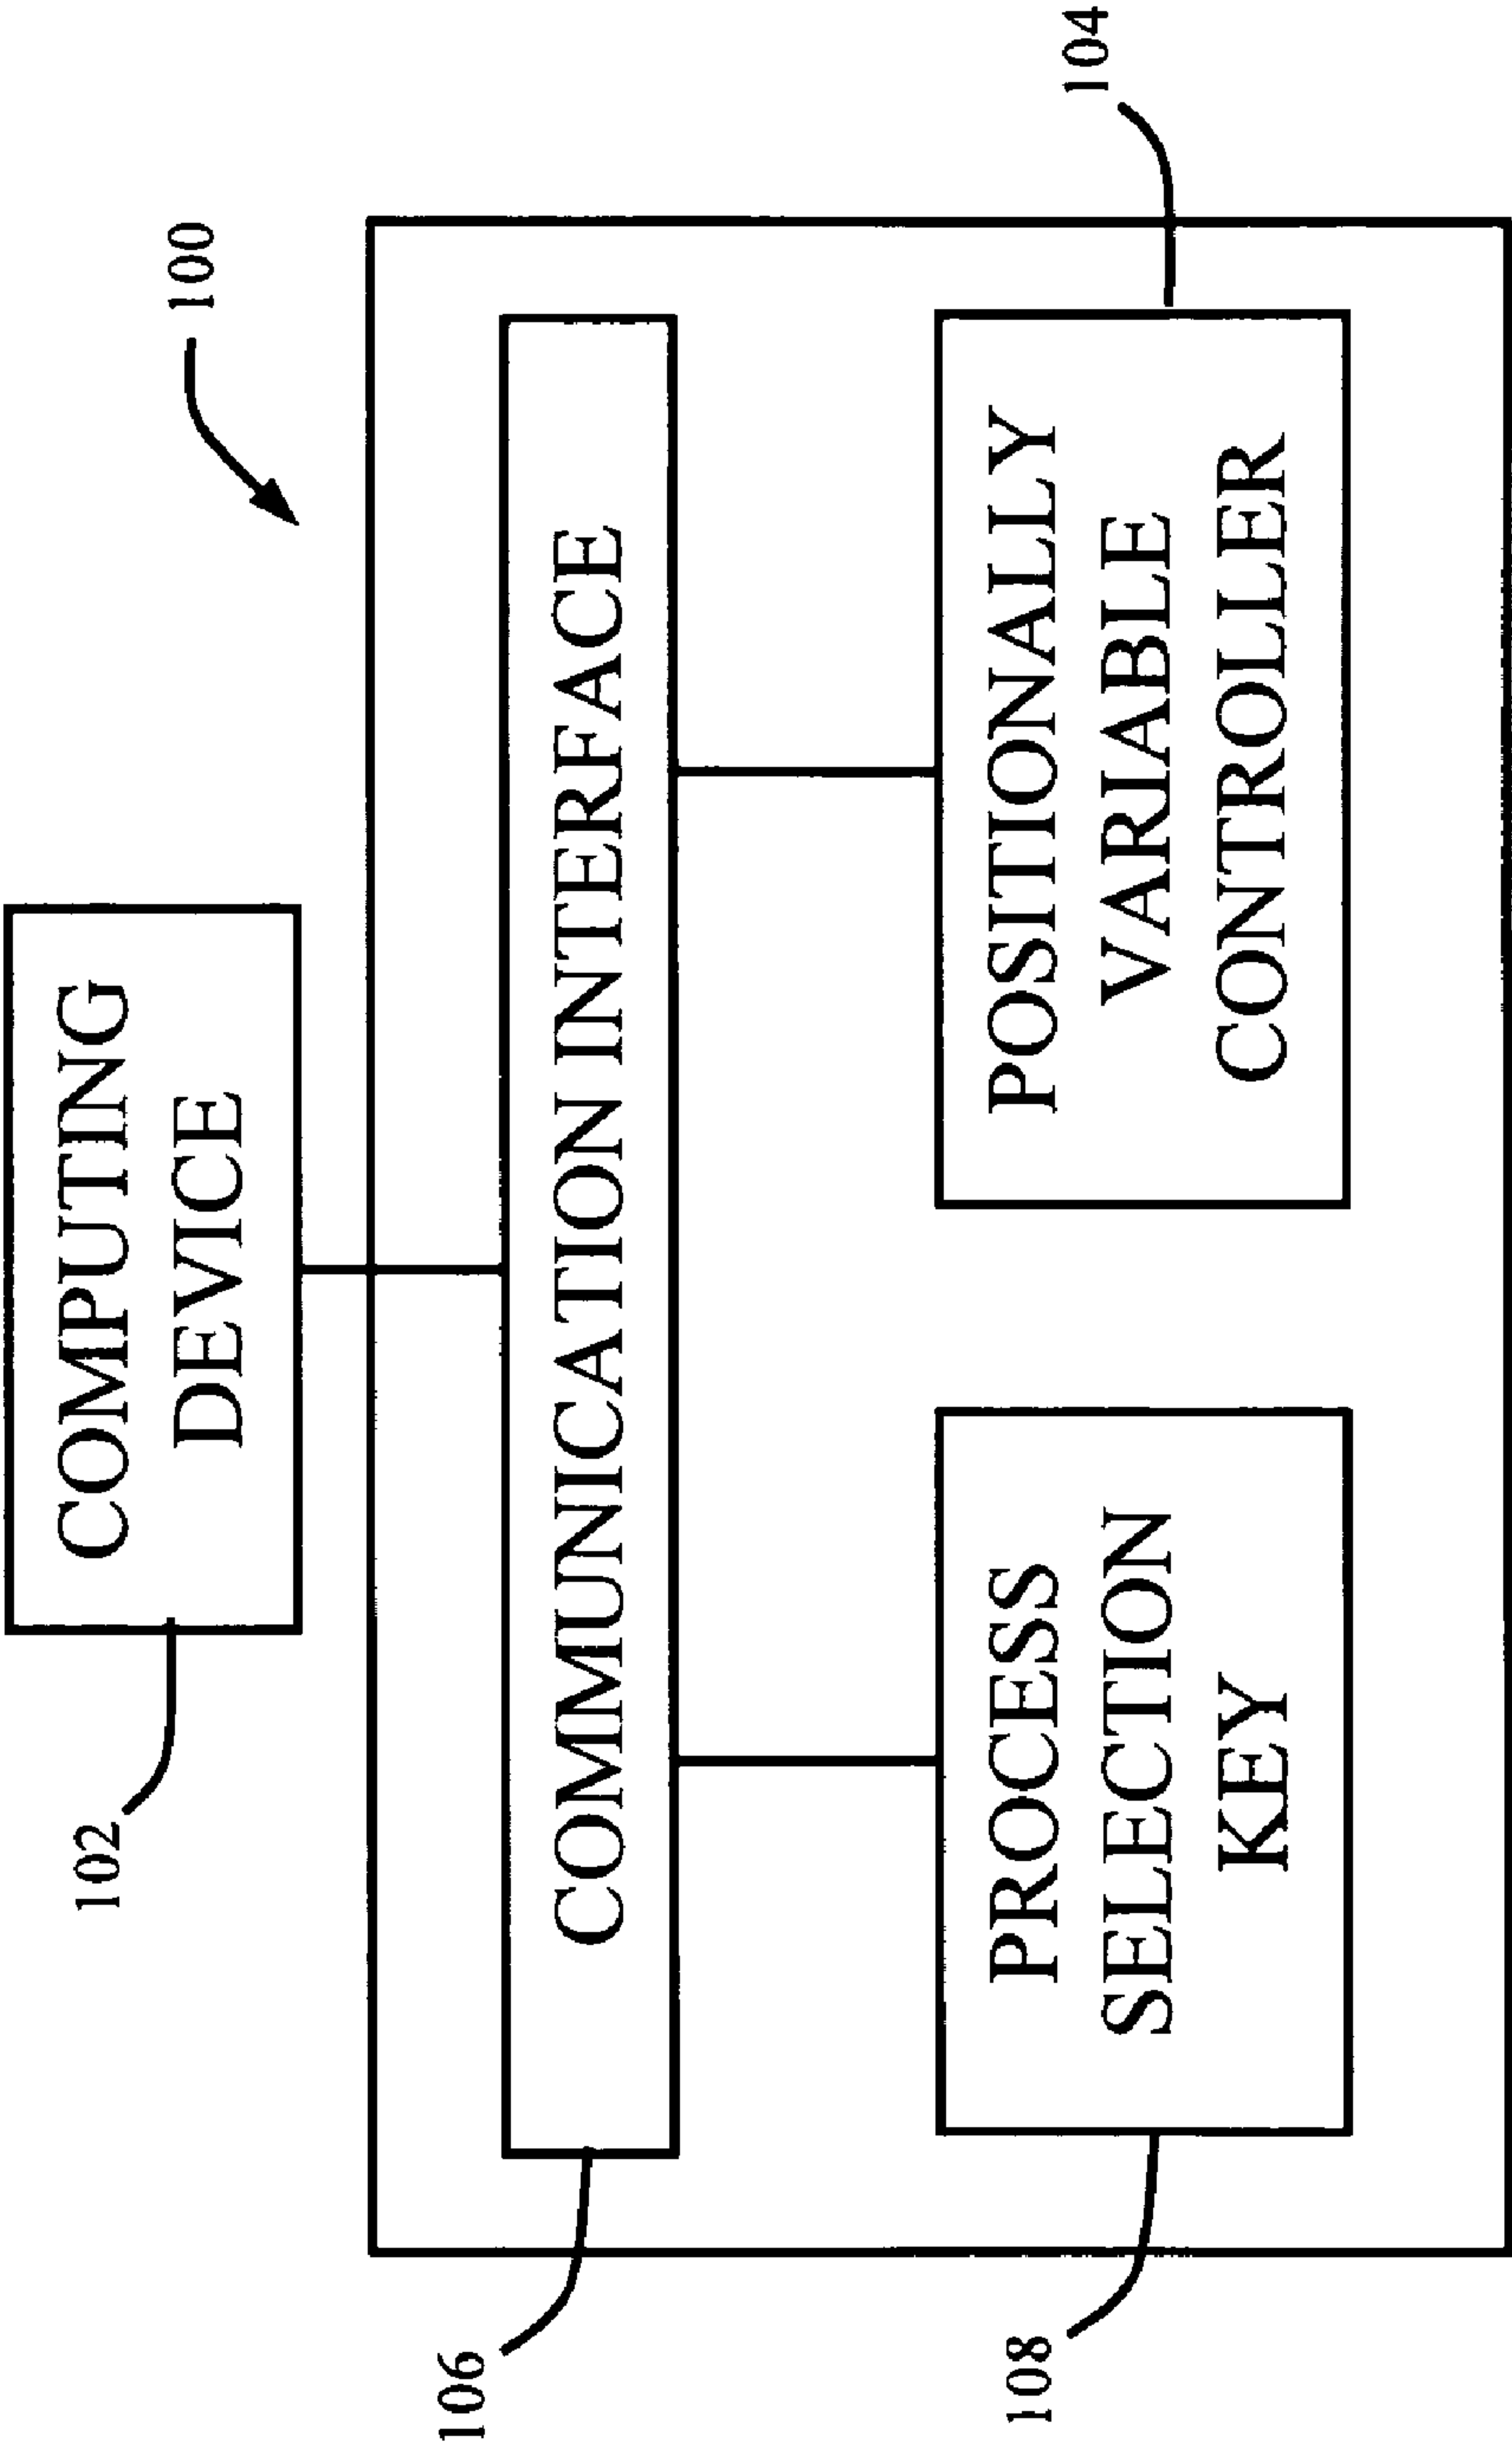 100
102
COMPUTING
DEVICE
106
COMMUNICATION INTERFACE
108
PROCESS
SELECTION
KEY
POSITIONALLY
VARIABLE
CONTROLLER
104